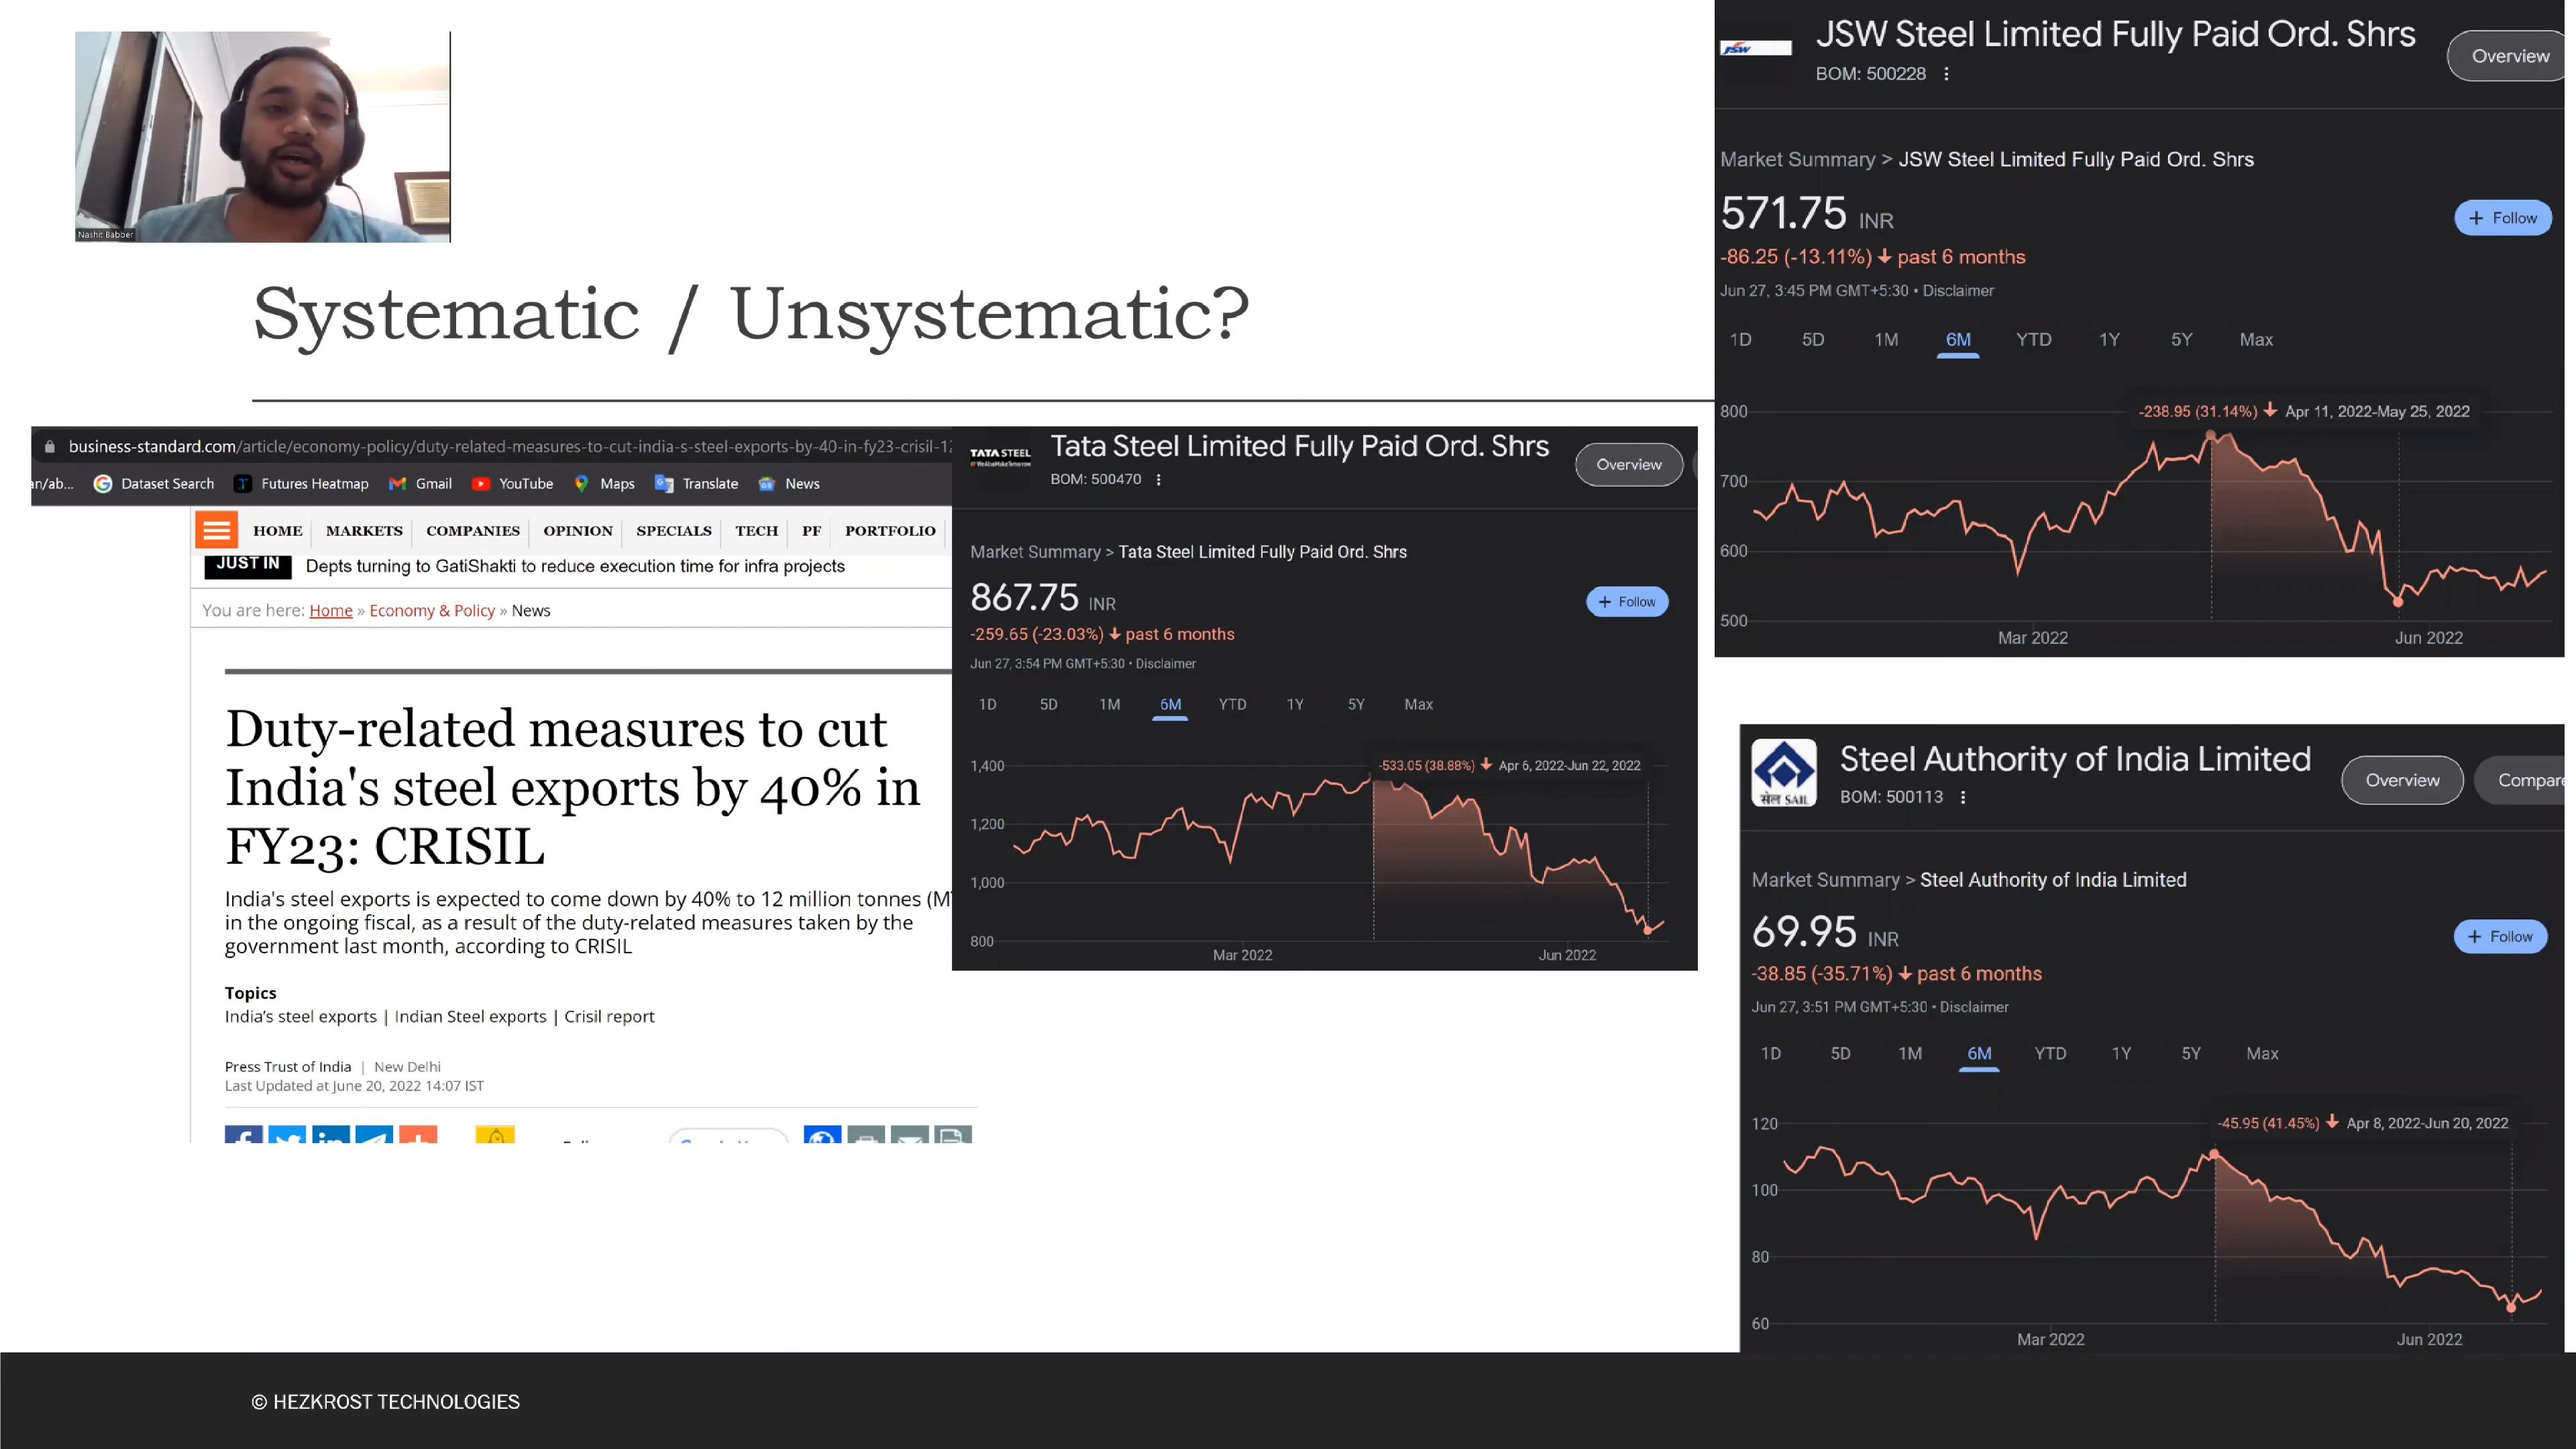 Nashit Babber
Systematic / Unsystematic?
business-standard.com/article/economy-policy/duty-related-measures-to-cut-india-s-steel-exports-by-40-in-fy23-crisil-12
an/ab...
Dataset Search
Futures Heatmap
Gmail
YouTube
Maps
Translate
News
HOME
MARKETS
COMPANIES
OPINION
SPECIALS
TECH
PF
PORTFOLIO
JUST IN
Depts turning to GatiShakti to reduce execution time for infra projects
You are here: Home » Economy & Policy » News
Duty-related measures to cut
India's steel exports by 40% in
FY23: CRISIL
India's steel exports is expected to come down by 40% to 12 million tonnes (M
in the ongoing fiscal, as a result of the duty-related measures taken by the
government last month, according to CRISIL
Topics
India's steel exports | Indian Steel exports | Crisil report
Press Trust of India | New Delhi
Last Updated at June 20, 2022 14:07 IST
TATA STEEL
Tata Steel Limited Fully Paid Ord. Shrs
BOM: 500470
Overview
Market Summary > Tata Steel Limited Fully Paid Ord. Shrs
867.75 INR
+ Follow
-259.65 (-23.03%) ↓ past 6 months
Jun 27, 3:54 PM GMT+5:30 • Disclaimer
1D 5D 1M 6M YTD 1Y 5Y Max
-533.05 (38.88%) ↓ Apr 6, 2022-Jun 22, 2022
1,400
1,200
1,000
800
Mar 2022
Jun 2022
JSW
JSW Steel Limited Fully Paid Ord. Shrs
BOM: 500228
Overview
Market Summary > JSW Steel Limited Fully Paid Ord. Shrs
571.75 INR
+ Follow
-86.25 (-13.11%) ↓ past 6 months
Jun 27, 3:45 PM GMT+5:30 • Disclaimer
1D 5D 1M 6M YTD 1Y 5Y Max
-238.95 (31.14%) ↓ Apr 11, 2022-May 25, 2022
800
700
600
500
Mar 2022
Jun 2022
सेल SAIL
Steel Authority of India Limited
BOM: 500113
Overview
Compare
Market Summary > Steel Authority of India Limited
69.95 INR
+ Follow
-38.85 (-35.71%) ↓ past 6 months
Jun 27, 3:51 PM GMT+5:30 • Disclaimer
1D 5D 1M 6M YTD 1Y 5Y Max
-45.95 (41.45%) ↓ Apr 8, 2022-Jun 20, 2022
120
100
80
60
Mar 2022
Jun 2022
© HEZKROST TECHNOLOGIES